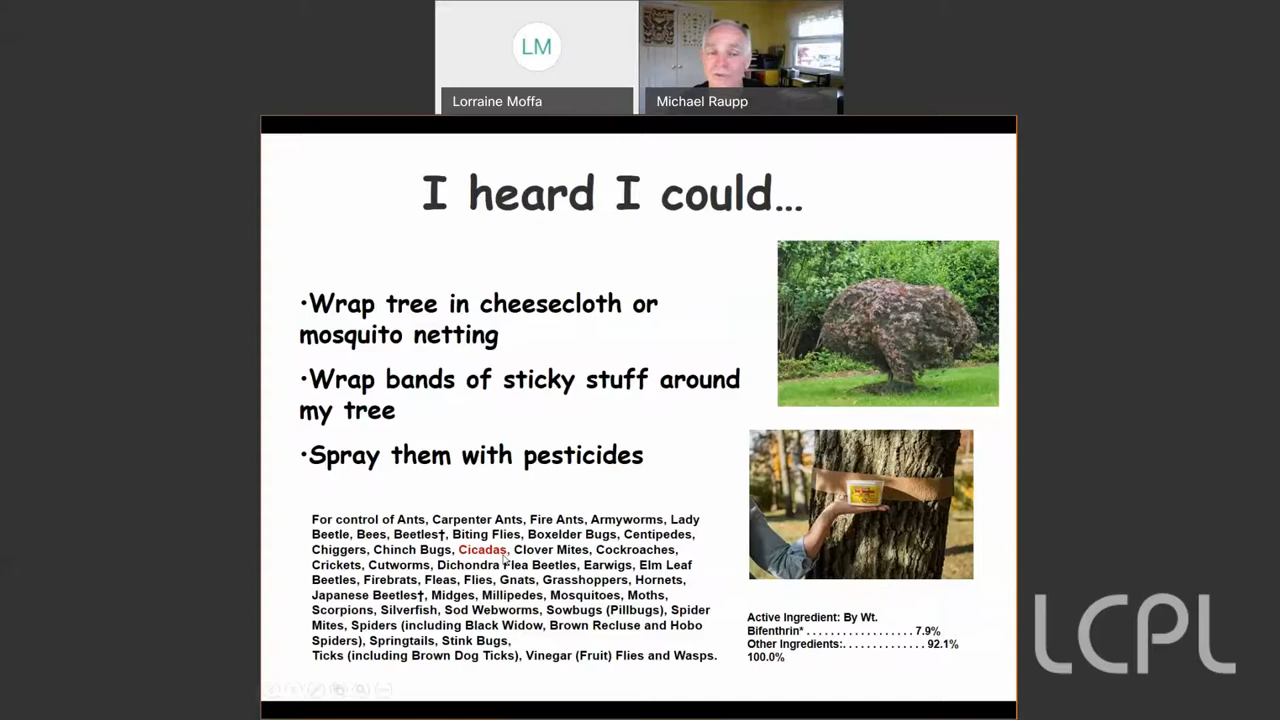 LM
Lorraine Moffa
Michael Raupp
I heard I could…
•Wrap tree in cheesecloth or
mosquito netting
•Wrap bands of sticky stuff around
my tree
•Spray them with pesticides
For control of Ants, Carpenter Ants, Fire Ants, Armyworms, Lady
Beetle, Bees, Beetles†, Biting Flies, Boxelder Bugs, Centipedes,
Chiggers, Chinch Bugs, Cicadas, Clover Mites, Cockroaches,
Crickets, Cutworms, Dichondra Flea Beetles, Earwigs, Elm Leaf
Beetles, Firebrats, Fleas, Flies, Gnats, Grasshoppers, Hornets,
Japanese Beetles†, Midges, Millipedes, Mosquitoes, Moths,
Scorpions, Silverfish, Sod Webworms, Sowbugs (Pillbugs), Spider
Mites, Spiders (including Black Widow, Brown Recluse and Hobo
Spiders), Springtails, Stink Bugs,
Ticks (including Brown Dog Ticks), Vinegar (Fruit) Flies and Wasps.
Active Ingredient: By Wt.
Bifenthrin* . . . . . . . . . . . . . . . . . . . 7.9%
Other Ingredients:. . . . . . . . . . . . . . 92.1%
100.0%
LCPL